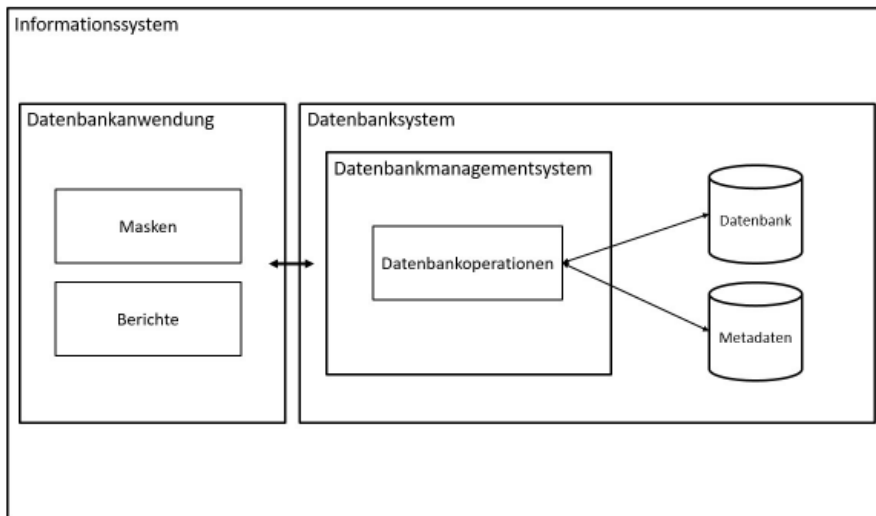 Informationssystem
Datenbankanwendung
Masken
Berichte
Datenbanksystem
Datenbankmanagementsystem
Datenbankoperationen
Datenbank
Metadaten